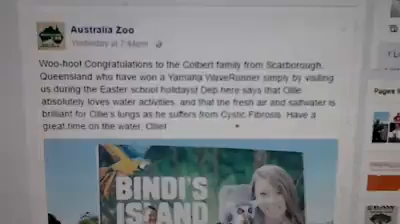 Australia Zoo
Yesterday at 7:44am
Woo-hoo! Congratulations to the Colbert family from Scarborough,
Queensland who have won a Yamaha WaveRunner simply by visiting
us during the Easter school holidays! Dep here says that Ollie
absolutely loves water activities, and that the fresh air and saltwater is
brilliant for Ollie's lungs as he suffers from Cystic Fibrosis. Have a
great time on the water, Ollie!
BINDI'S
ISLAND
Pages